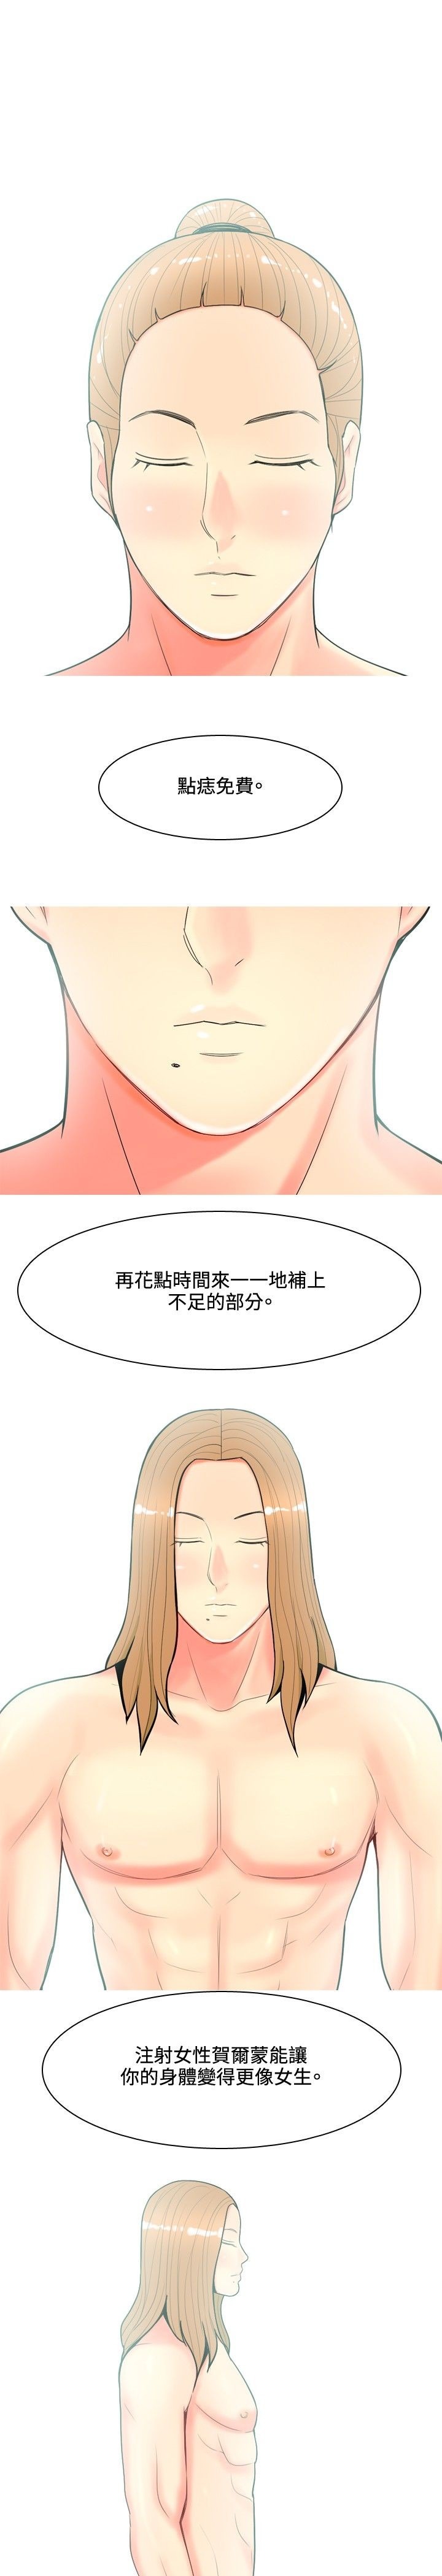 點痣免費。
再花點時間來一一地補上
不足的部分。
注射女性賀爾蒙能讓
你的身體變得更像女生。